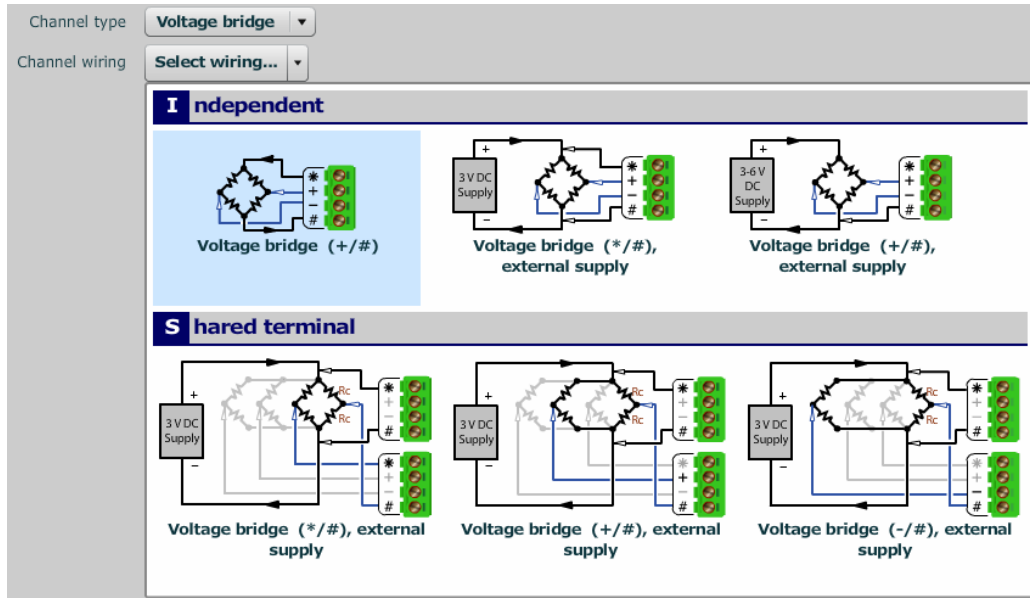 Channel type Voltage bridge
Channel wiring Select wiring...
I ndependent
+
3 V DC
Supply
−
*
+
−
#
Voltage bridge (+/#)
*
+
−
#
Voltage bridge (*/#),
external supply
+
3-6 V
DC
Supply
−
*
+
−
#
Voltage bridge (+/#),
external supply
S hared terminal
+
3 V DC
Supply
−
Rc
Rc
*
+
−
#
*
+
−
#
Voltage bridge (*/#), external
supply
+
3 V DC
Supply
−
Rc
Rc
*
+
−
#
*
+
−
#
Voltage bridge (+/#), external
supply
+
3 V DC
Supply
−
Rc
Rc
*
+
−
#
*
+
−
#
Voltage bridge (-/#), external
supply